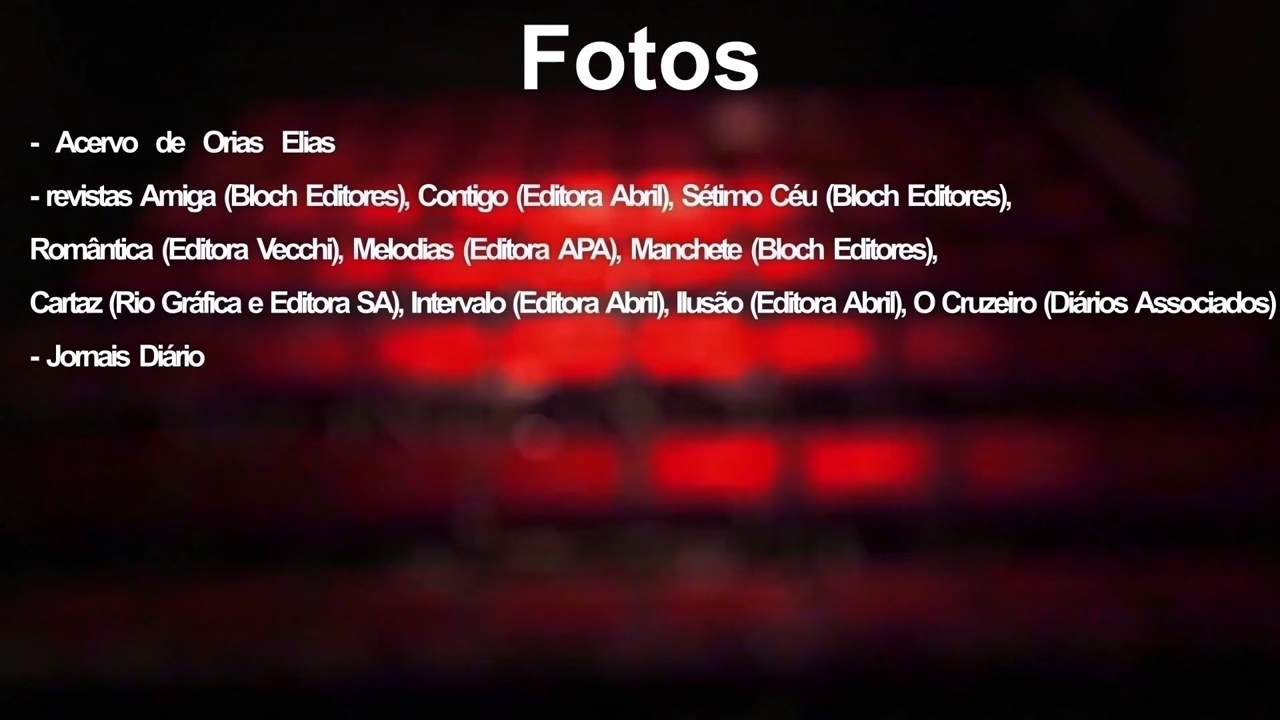 Fotos
- Acervo de Orias Elias
- revistas Amiga (Bloch Editores), Contigo (Editora Abril), Sétimo Céu (Bloch Editores),
Romântica (Editora Vecchi), Melodias (Editora APA), Manchete (Bloch Editores),
Cartaz (Rio Gráfica e Editora SA), Intervalo (Editora Abril), Ilusão (Editora Abril), O Cruzeiro (Diários Associados)
- Jornais Diário